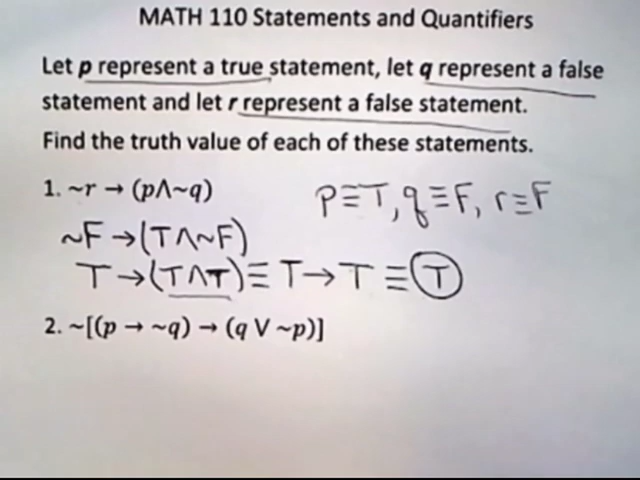 MATH 110 Statements and Quantifiers
Let p represent a true statement, let q represent a false
statement and let r represent a false statement.
Find the truth value of each of these statements.
1. ~r → (pΛ~q)
P≡T, q≡F, r≡F
~F→(T∧~F)
T→(T∧T)≡ T→T ≡ T
2. ~[(p → ~q) → (q V ~p)]